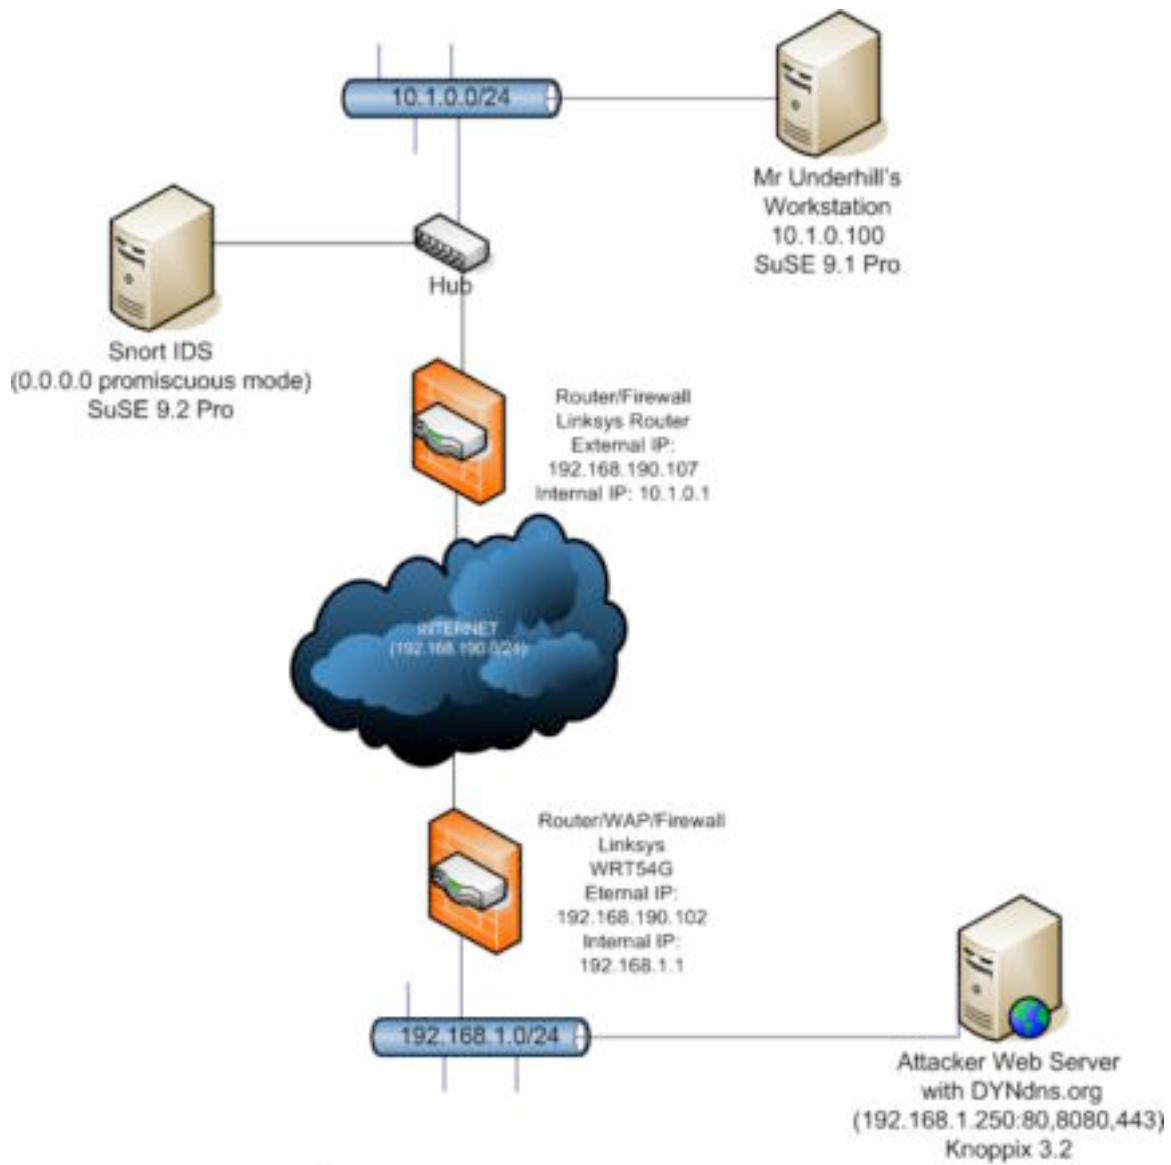 10.1.0.0/24
Mr Underhill's
Workstation
10.1.0.100
SuSE 9.1 Pro
Hub
Snort IDS
(0.0.0.0 promiscuous mode)
SuSE 9.2 Pro
Router/Firewall
Linksys Router
External IP:
192.168.190.107
Internal IP: 10.1.0.1
INTERNET
(192.168.190.0/24)
Router/WAP/Firewall
Linksys
WRT54G
Eternal IP:
192.168.190.102
Internal IP:
192.168.1.1
192.168.1.0/24
Attacker Web Server
with DYNdns.org
(192.168.1.250:80,8080,443)
Knoppix 3.2